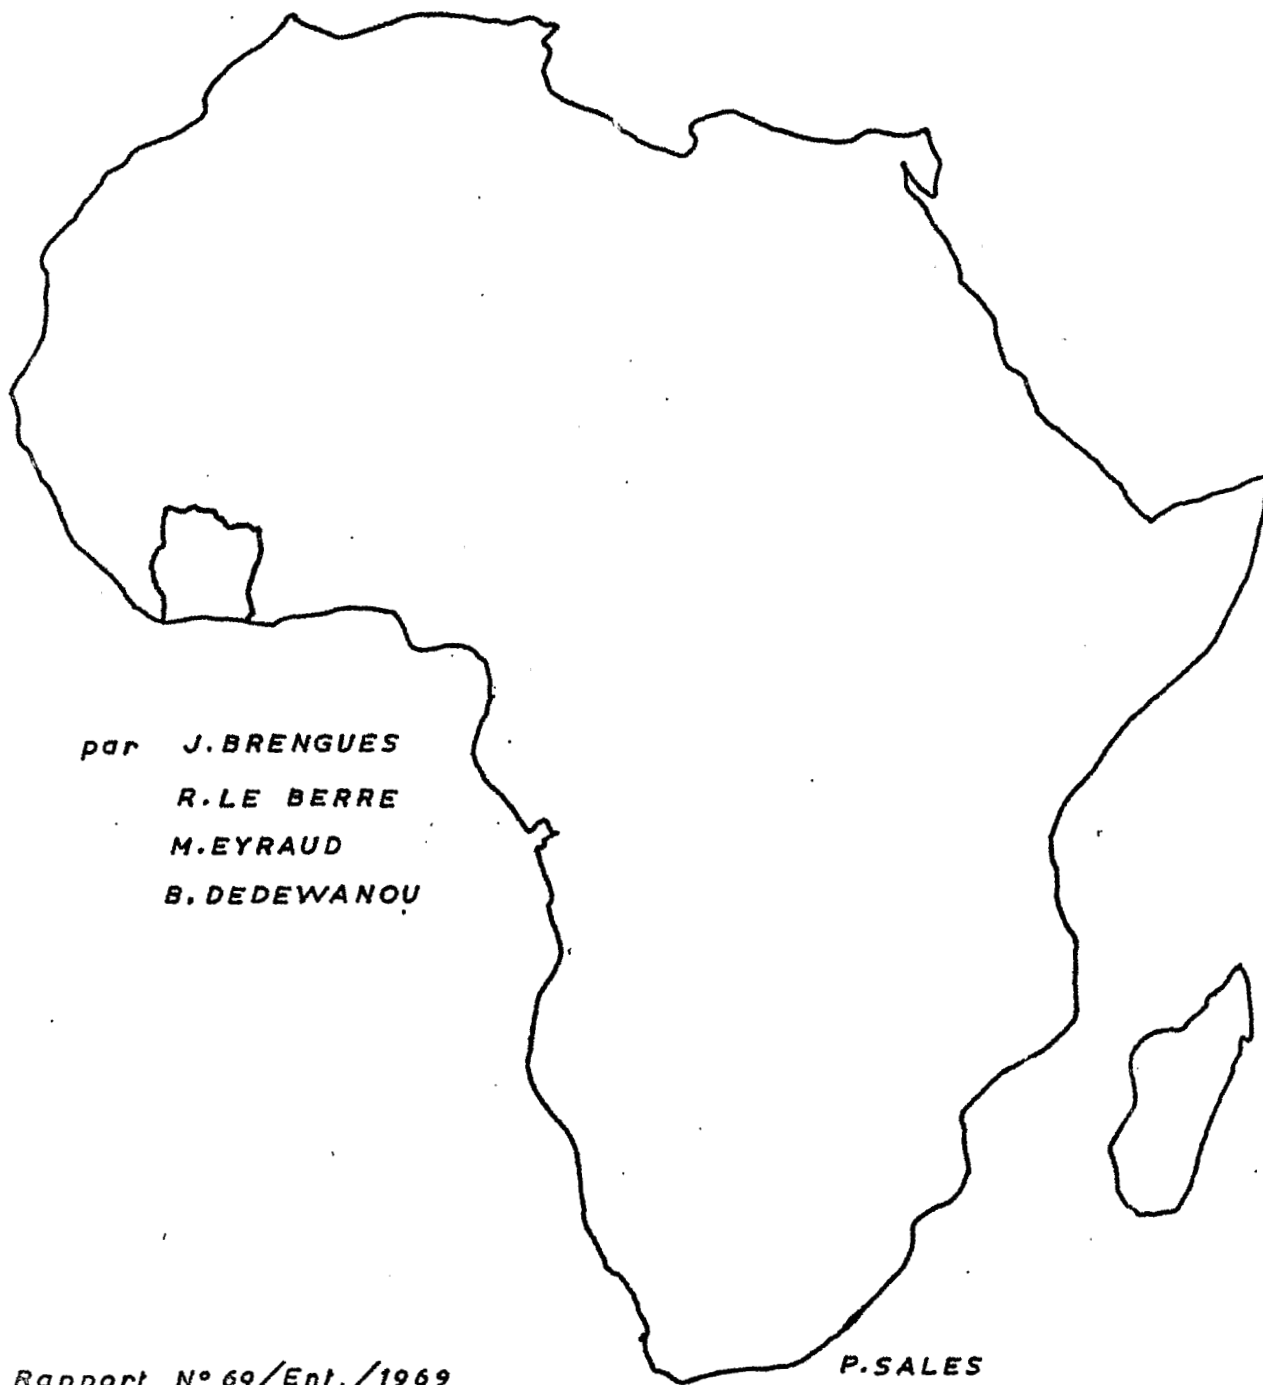 par J. BRENGUES
R. LE BERRE
M. EYRAUD
B. DEDEWANOU
P. SALES
Rapport N° 69/Ent./1969